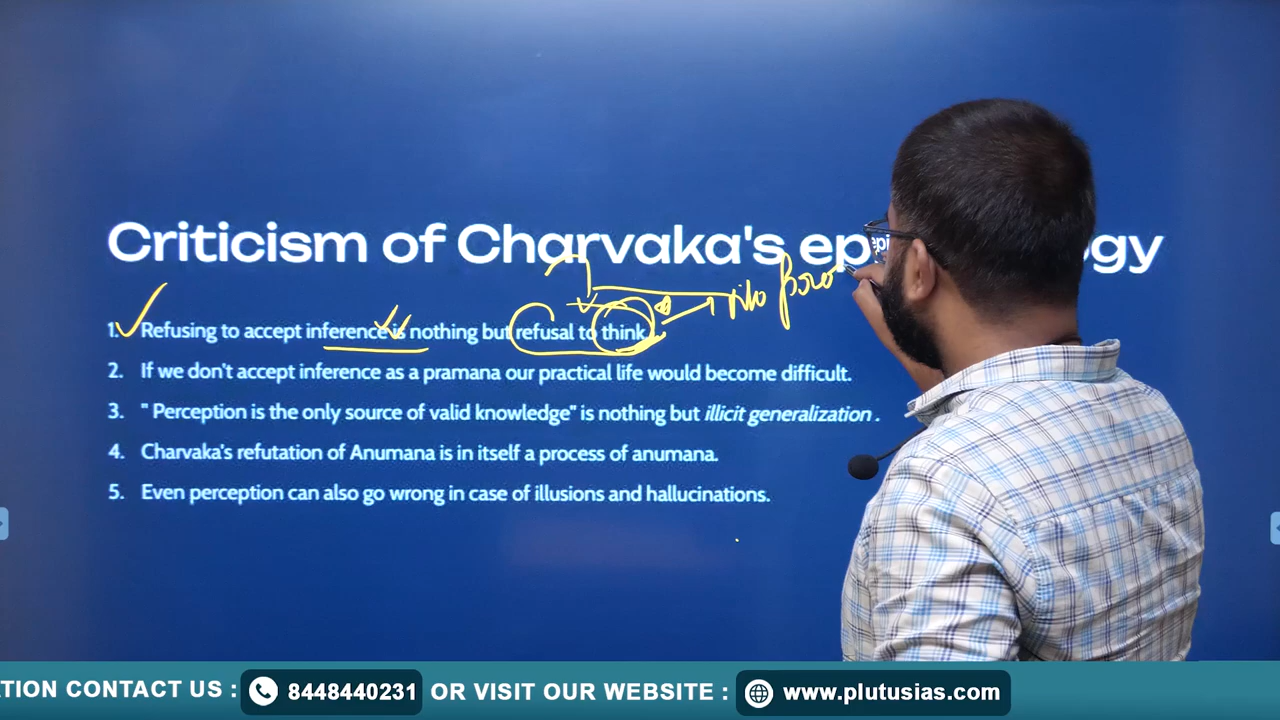 Criticism of Charvaka's ep gy
1. Refusing to accept inference is nothing but refusal to think
2. If we don't accept inference as a pramana our practical life would become difficult.
3. " Perception is the only source of valid knowledge" is nothing but illicit generalization .
4. Charvaka's refutation of Anumana is in itself a process of anumana.
5. Even perception can also go wrong in case of illusions and hallucinations.
ATION CONTACT US : 8448440231 OR VISIT OUR WEBSITE : www.plutusias.com